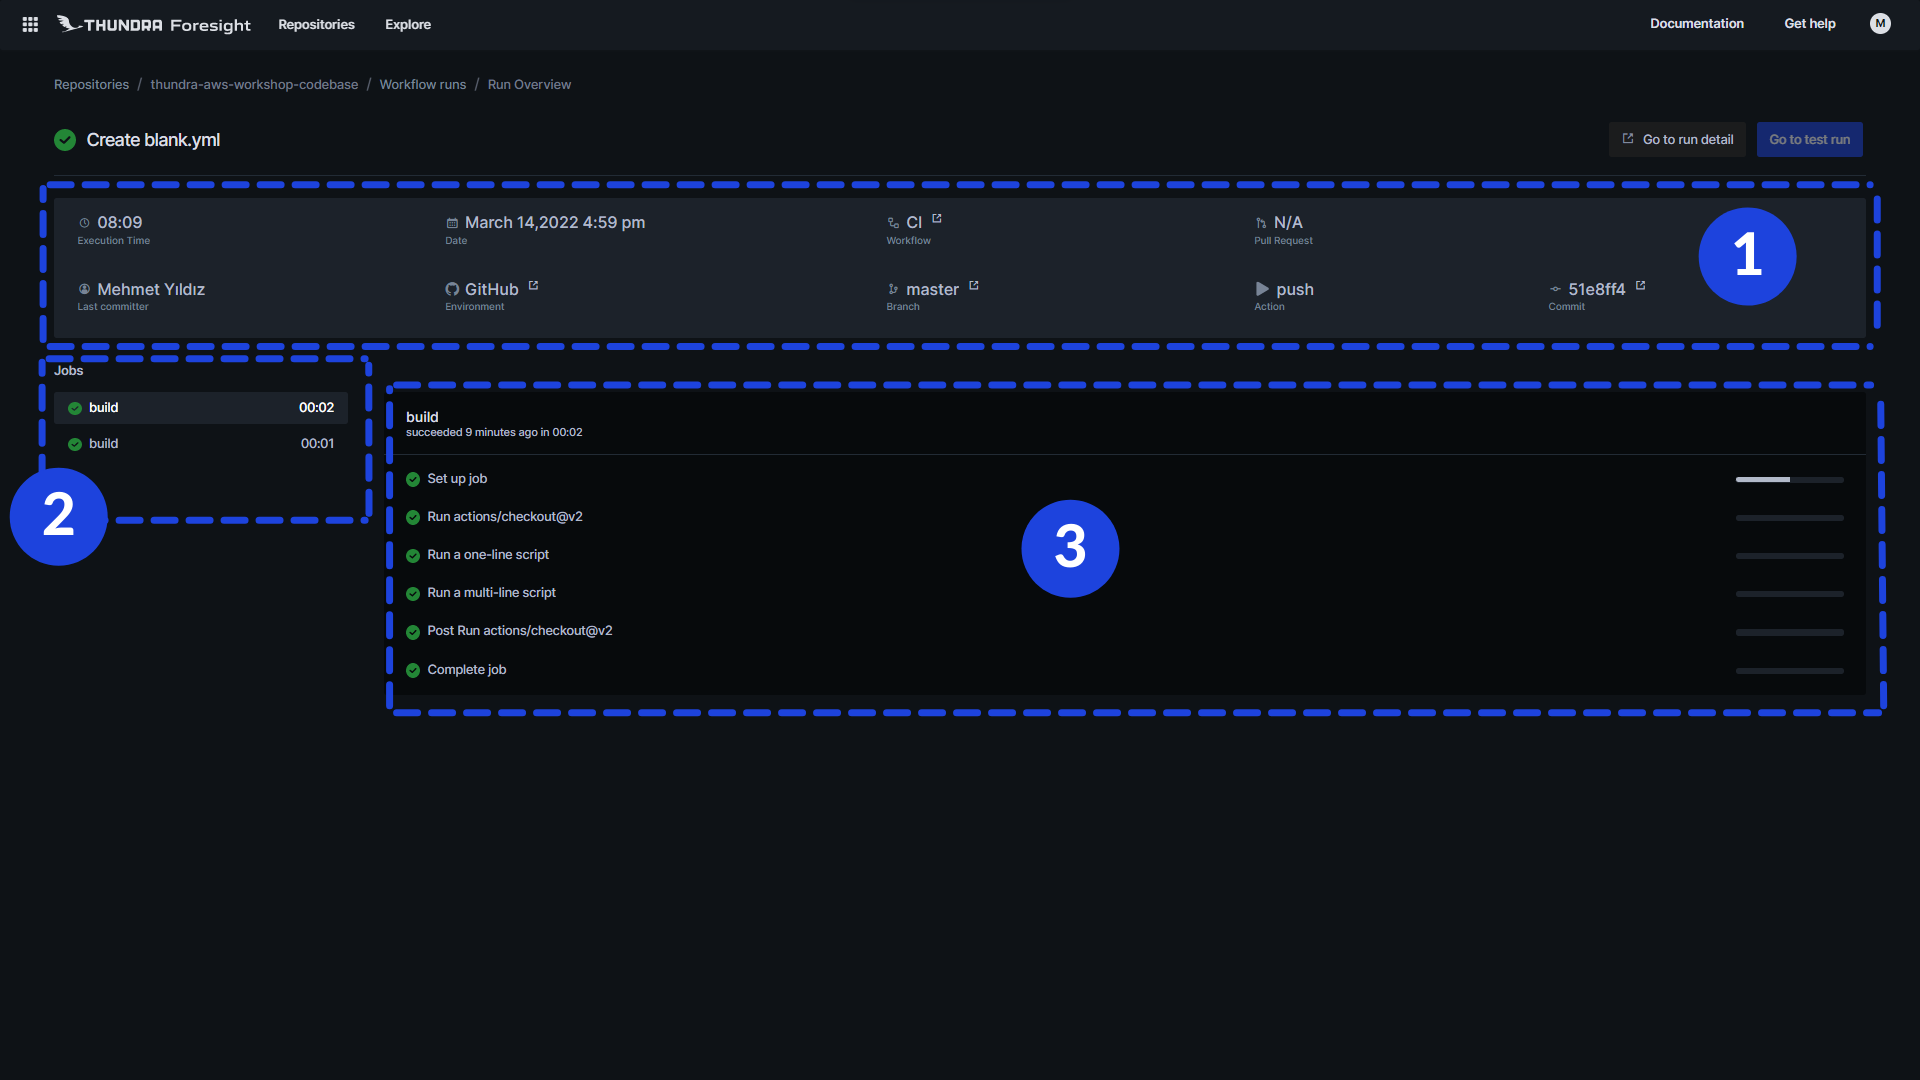 THUNDRA Foresight Repositories Explore Documentation Get help M
Repositories / thundra-aws-workshop-codebase / Workflow runs / Run Overview
Create blank.yml Go to run detail Go to test run
08:09 March 14,2022 4:59 pm CI N/A
Execution Time Date Workflow Pull Request
1
Mehmet Yıldız GitHub master push 51e8ff4
Last committer Environment Branch Action Commit
Jobs
build 00:02
build 00:01
2
build
succeeded 9 minutes ago in 00:02
Set up job
Run actions/checkout@v2
Run a one-line script
Run a multi-line script
Post Run actions/checkout@v2
Complete job
3